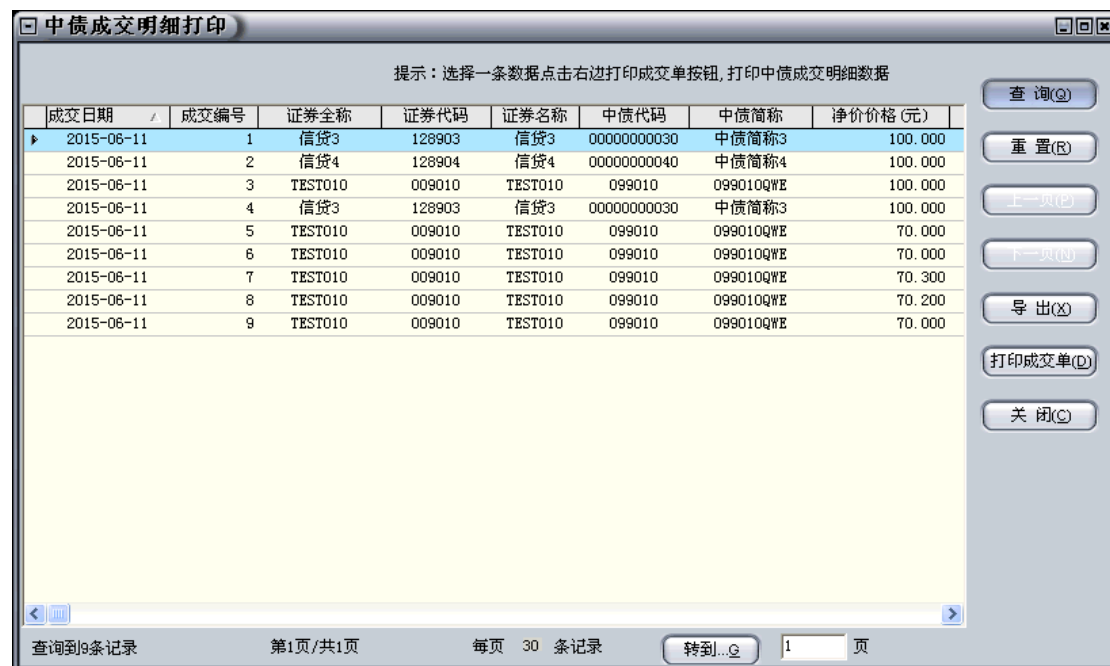 中债成交明细打印
提示：选择一条数据点击右边打印成交单按钮,打印中债成交明细数据
成交日期 成交编号 证券全称 证券代码 证券名称 中债代码 中债简称 净价价格(元)
2015-06-11 1 信贷3 128903 信贷3 00000000030 中债简称3 100.000
2015-06-11 2 信贷4 128904 信贷4 00000000040 中债简称4 100.000
2015-06-11 3 TEST010 009010 TEST010 099010 099010QWE 100.000
2015-06-11 4 信贷3 128903 信贷3 00000000030 中债简称3 100.000
2015-06-11 5 TEST010 009010 TEST010 099010 099010QWE 70.000
2015-06-11 6 TEST010 009010 TEST010 099010 099010QWE 70.000
2015-06-11 7 TEST010 009010 TEST010 099010 099010QWE 70.300
2015-06-11 8 TEST010 009010 TEST010 099010 099010QWE 70.200
2015-06-11 9 TEST010 009010 TEST010 099010 099010QWE 70.000
查 询(Q)
重 置(R)
上一页(P)
下一页(N)
导 出(X)
打印成交单(D)
关 闭(C)
查询到9条记录 第1页/共1页 每页 30 条记录 转到...G 1 页